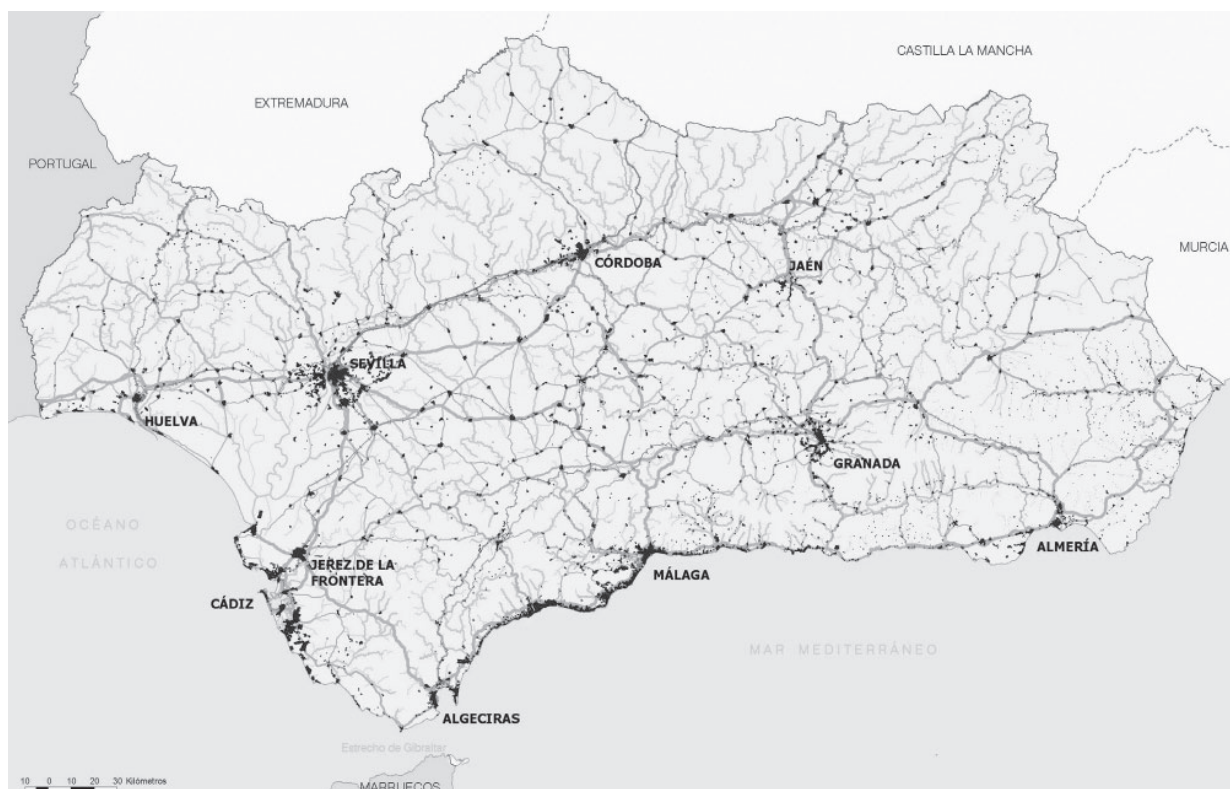 CASTILLA LA MANCHA
EXTREMADURA
PORTUGAL
MURCIA
CÓRDOBA
JAÉN
SEVILLA
HUELVA
GRANADA
OCÉANO
ATLÁNTICO
ALMERÍA
JEREZ DE LA
FRONTERA
MÁLAGA
CÁDIZ
MAR MEDITERRÁNEO
ALGECIRAS
Estrecho de Gibraltar
10 0 10 20 30 Kilómetros
MARRUECOS